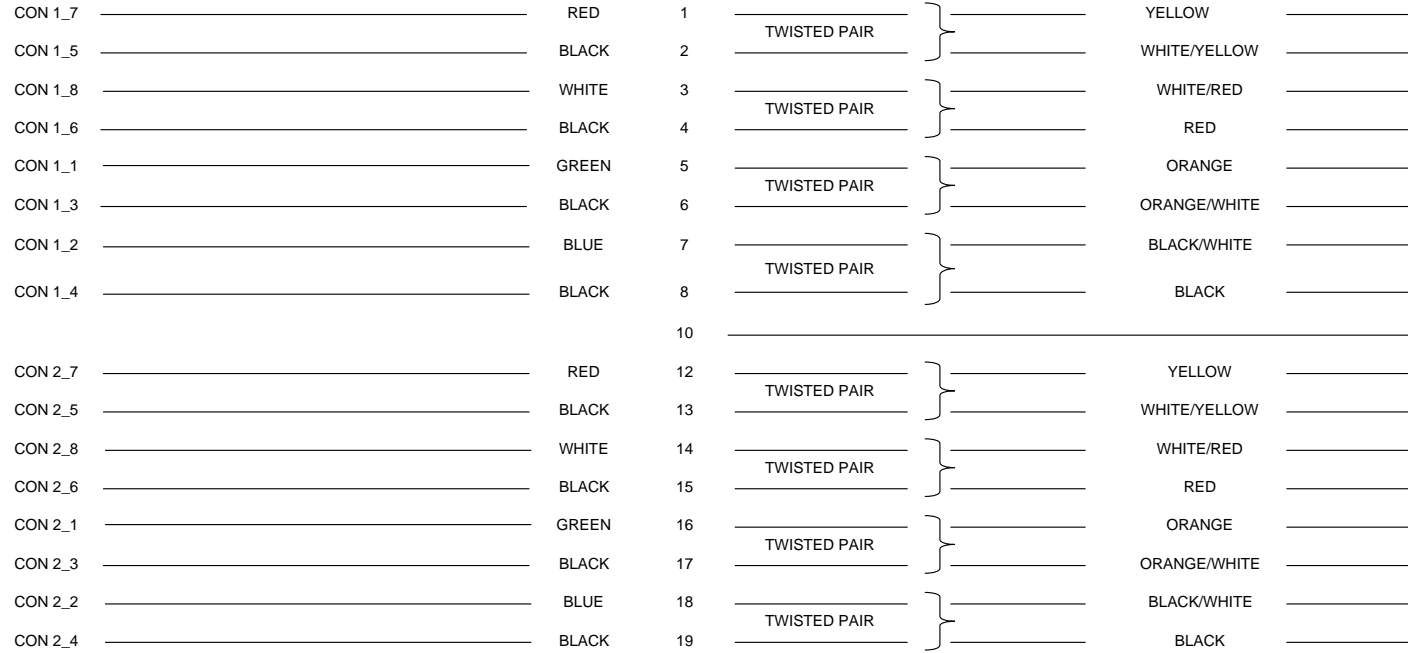 CON 1_7 RED 1 YELLOW
TWISTED PAIR
CON 1_5 BLACK 2 WHITE/YELLOW
CON 1_8 WHITE 3 WHITE/RED
TWISTED PAIR
CON 1_6 BLACK 4 RED
CON 1_1 GREEN 5 ORANGE
TWISTED PAIR
CON 1_3 BLACK 6 ORANGE/WHITE
CON 1_2 BLUE 7 BLACK/WHITE
TWISTED PAIR
CON 1_4 BLACK 8 BLACK
10
CON 2_7 RED 12 YELLOW
TWISTED PAIR
CON 2_5 BLACK 13 WHITE/YELLOW
CON 2_8 WHITE 14 WHITE/RED
TWISTED PAIR
CON 2_6 BLACK 15 RED
CON 2_1 GREEN 16 ORANGE
TWISTED PAIR
CON 2_3 BLACK 17 ORANGE/WHITE
CON 2_2 BLUE 18 BLACK/WHITE
TWISTED PAIR
CON 2_4 BLACK 19 BLACK